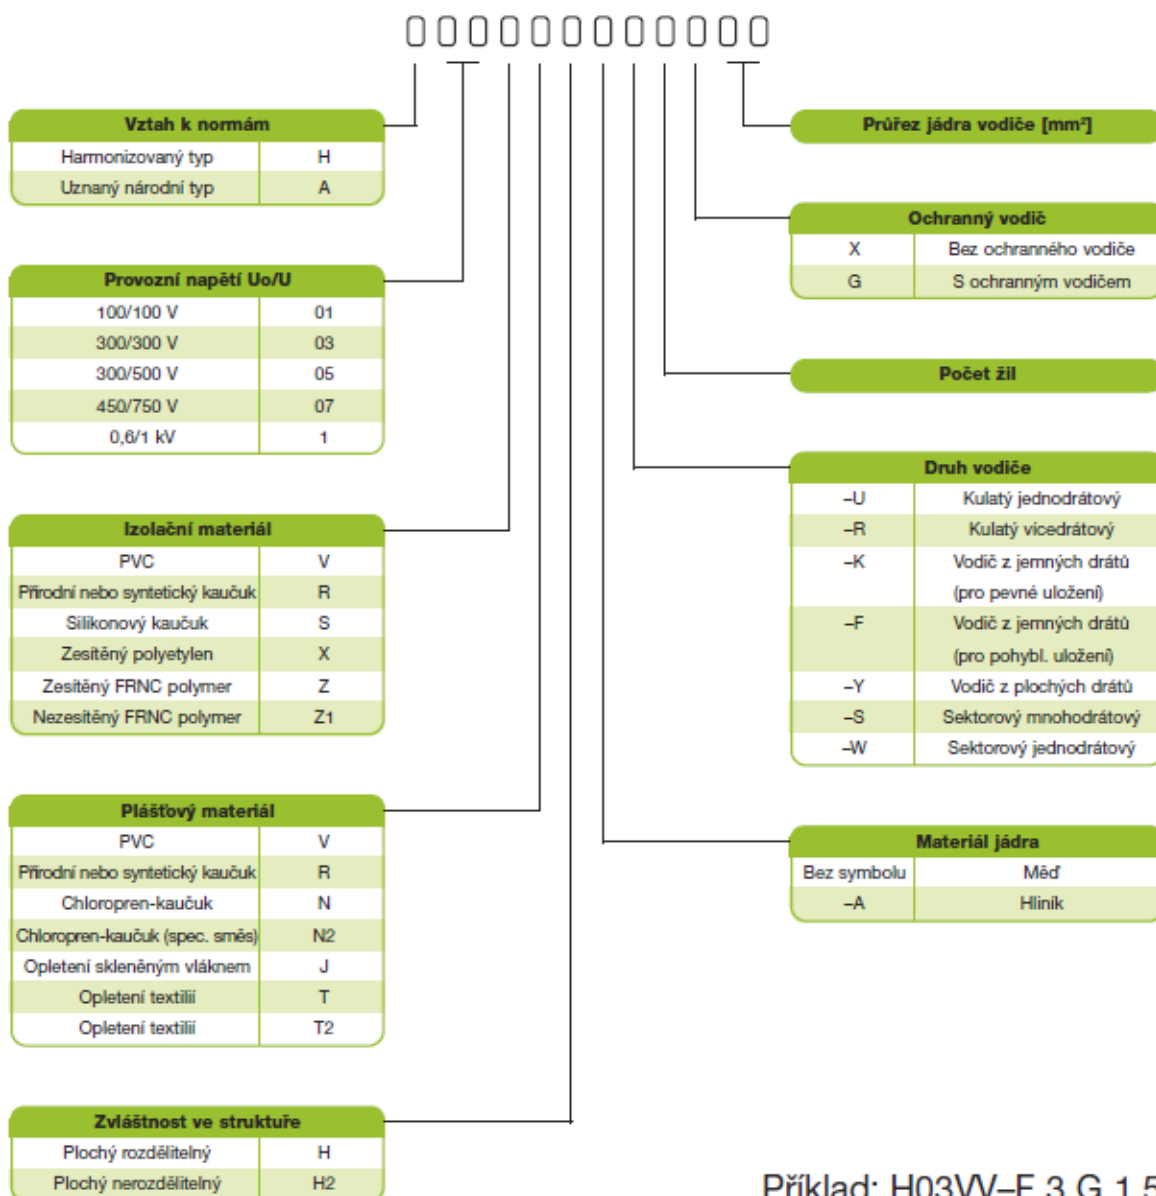 Vztah k normám
Harmonizovaný typ H
Uznaný národní typ A
Provozní napětí Uo/U
100/100 V 01
300/300 V 03
300/500 V 05
450/750 V 07
0,6/1 kV 1
Izolační materiál
PVC V
Přírodní nebo syntetický kaučuk R
Silikonový kaučuk S
Zesítěný polyetylen X
Zesítěný FRNC polymer Z
Nezesítěný FRNC polymer Z1
Plášťový materiál
PVC V
Přírodní nebo syntetický kaučuk R
Chloropren-kaučuk N
Chloropren-kaučuk (spec. směs) N2
Opletení skleněným vláknem J
Opletení textilií T
Opletení textilií T2
Zvláštnost ve struktuře
Plochý rozdělitelný H
Plochý nerozdělitelný H2
Průřez jádra vodiče [mm²]
Ochranný vodič
X Bez ochranného vodiče
G S ochranným vodičem
Počet žil
Druh vodiče
–U Kulatý jednodrátový
–R Kulatý vícedrátový
–K Vodič z jemných drátů
(pro pevné uložení)
–F Vodič z jemných drátů
(pro pohybl. uložení)
–Y Vodič z plochých drátů
–S Sektorový mnohodrátový
–W Sektorový jednodrátový
Materiál jádra
Bez symbolu Měď
–A Hliník
Příklad: H03VV–F 3 G 1,5